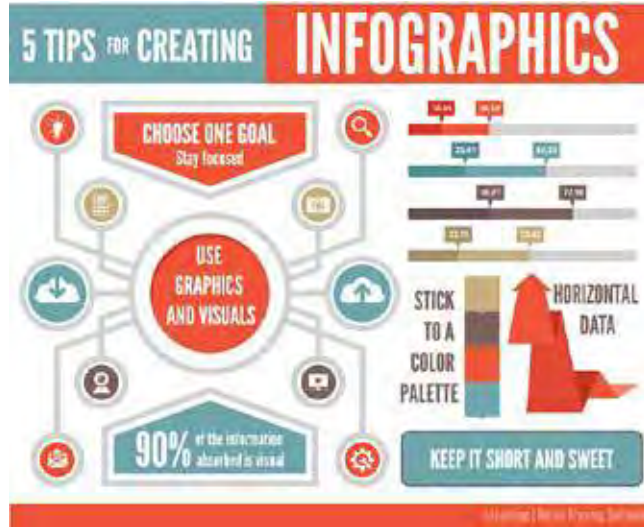 5 TIPS FOR CREATING
INFOGRAPHICS
CHOOSE ONE GOAL
Stay focused
USE
GRAPHICS
AND VISUALS
90% of the information
absorbed is visual
STICK
TO A
COLOR
PALETTE
HORIZONTAL
DATA
KEEP IT SHORT AND SWEET